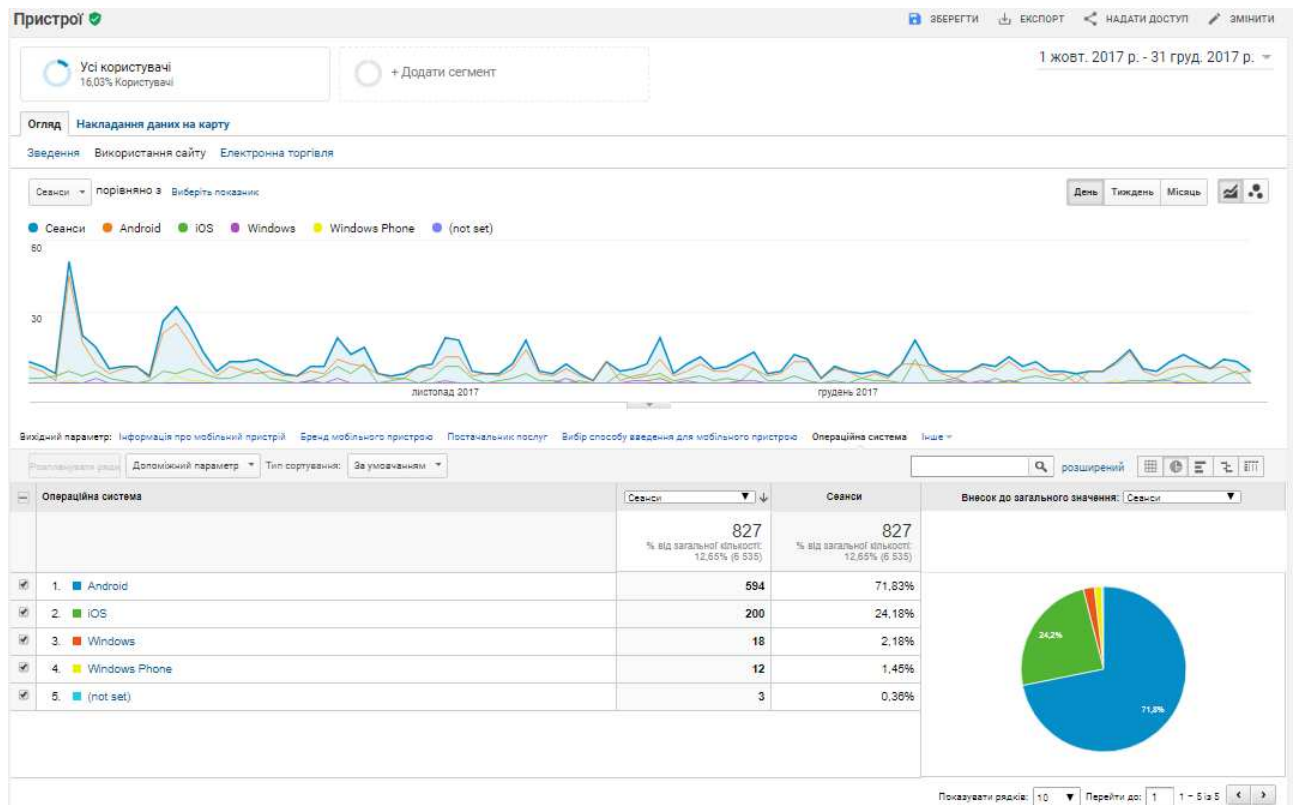 Пристрої
ЗБЕРЕГТИ ЕКСПОРТ НАДАТИ ДОСТУП ЗМІНИТИ
Усі користувачі
16,03% Користувачі
+ Додати сегмент
1 жовт. 2017 р. - 31 груд. 2017 р.
Огляд Накладання даних на карту
Зведення Використання сайту Електронна торгівля
Сеанси порівняно з Виберіть показник
День Тиждень Місяць
Сеанси Android iOS Windows Windows Phone (not set)
60
30
листопад 2017 грудень 2017
Вихідний параметр: Інформація про мобільний пристрій Бренд мобільного пристрою Постачальник послуг Вибір способу введення для мобільного пристрою Операційна система Інше
Допоміжний параметр Тип сортування: За умовчанням
розширений
Операційна система Сеанси Сеанси Внесок до загального значення: Сеанси
827 827
% від загальної кількості: % від загальної кількості:
12,65% (6 535) 12,65% (6 535)
1. Android 594 71,83%
2. iOS 200 24,18%
3. Windows 18 2,18%
4. Windows Phone 12 1,45%
5. (not set) 3 0,36%
24,2%
71,8%
Показувати рядків: 10 Перейти до: 1 1 – 5 із 5